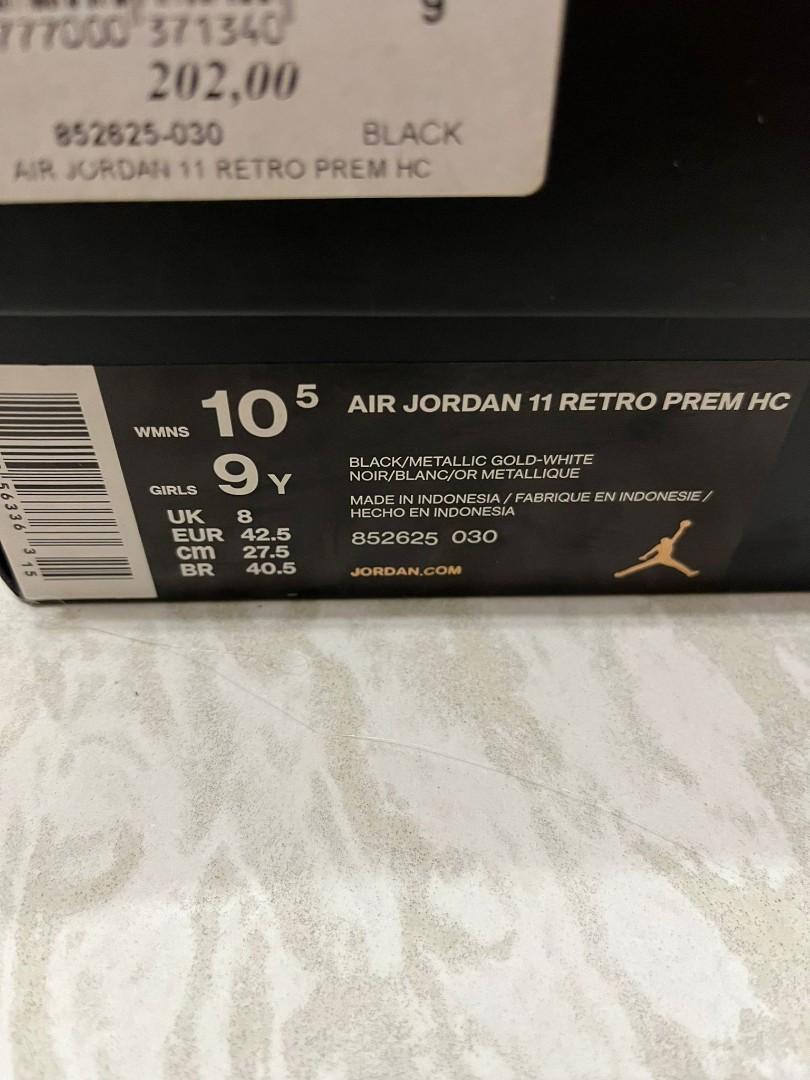 777000 371340
9
202,00
852625-030 BLACK
AIR JORDAN 11 RETRO PREM HC
WMNS 10 5
AIR JORDAN 11 RETRO PREM HC
GIRLS 9 Y
BLACK/METALLIC GOLD-WHITE
NOIR/BLANC/OR METALLIQUE
UK 8
EUR 42.5
cm 27.5
BR 40.5
MADE IN INDONESIA / FABRIQUE EN INDONESIE /
HECHO EN INDONESIA
852625 030
JORDAN.COM
56336 315